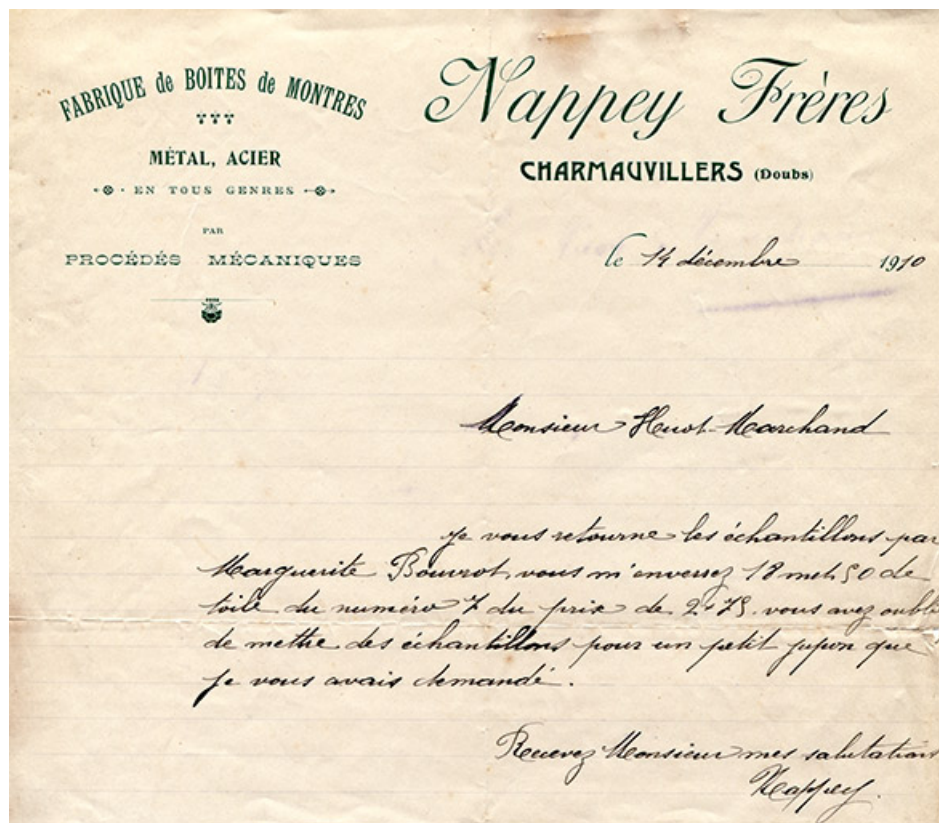 FABRIQUE de BOITES de MONTRES
MÉTAL, ACIER
EN TOUS GENRES
PAR
PROCÉDÉS MÉCANIQUES
Nappey Frères
CHARMAUVILLERS (Doubs)
le 14 décembre 1910
Monsieur Huot-Marchand
je vous retourne les échantillons par
Marguerite Bouvrot, vous m'enverrez 18 met 50 de
toile du numéro 7 du prix de 2f75. vous avez oublié
de mettre des échantillons pour un petit jupon que
je vous avais demandé.
Recevez Monsieur mes salutations
Nappey.